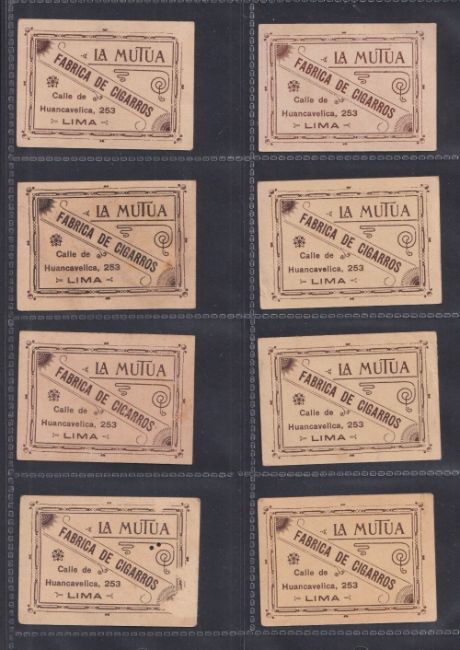 LA MUTUA
FABRICA DE CIGARROS
Calle de
Huancavelica, 253
LIMA
LA MUTUA
FABRICA DE CIGARROS
Calle de
Huancavelica, 253
LIMA
LA MUTUA
FABRICA DE CIGARROS
Calle de
Huancavelica, 253
LIMA
LA MUTUA
FABRICA DE CIGARROS
Calle de
Huancavelica, 253
LIMA
LA MUTUA
FABRICA DE CICARROS
Calle de
Huancavelica, 253
LIMA
LA MUTUA
FABRICA DE CIGARROS
Calle de
Huancavelica, 253
LIMA
LA MUTUA
FABRICA DE CIGARROS
Calle de
Huancavelica, 253
LIMA
LA MUTUA
FABRICA DE CIGARROS
Calle de
Huancavelica, 253
LIMA